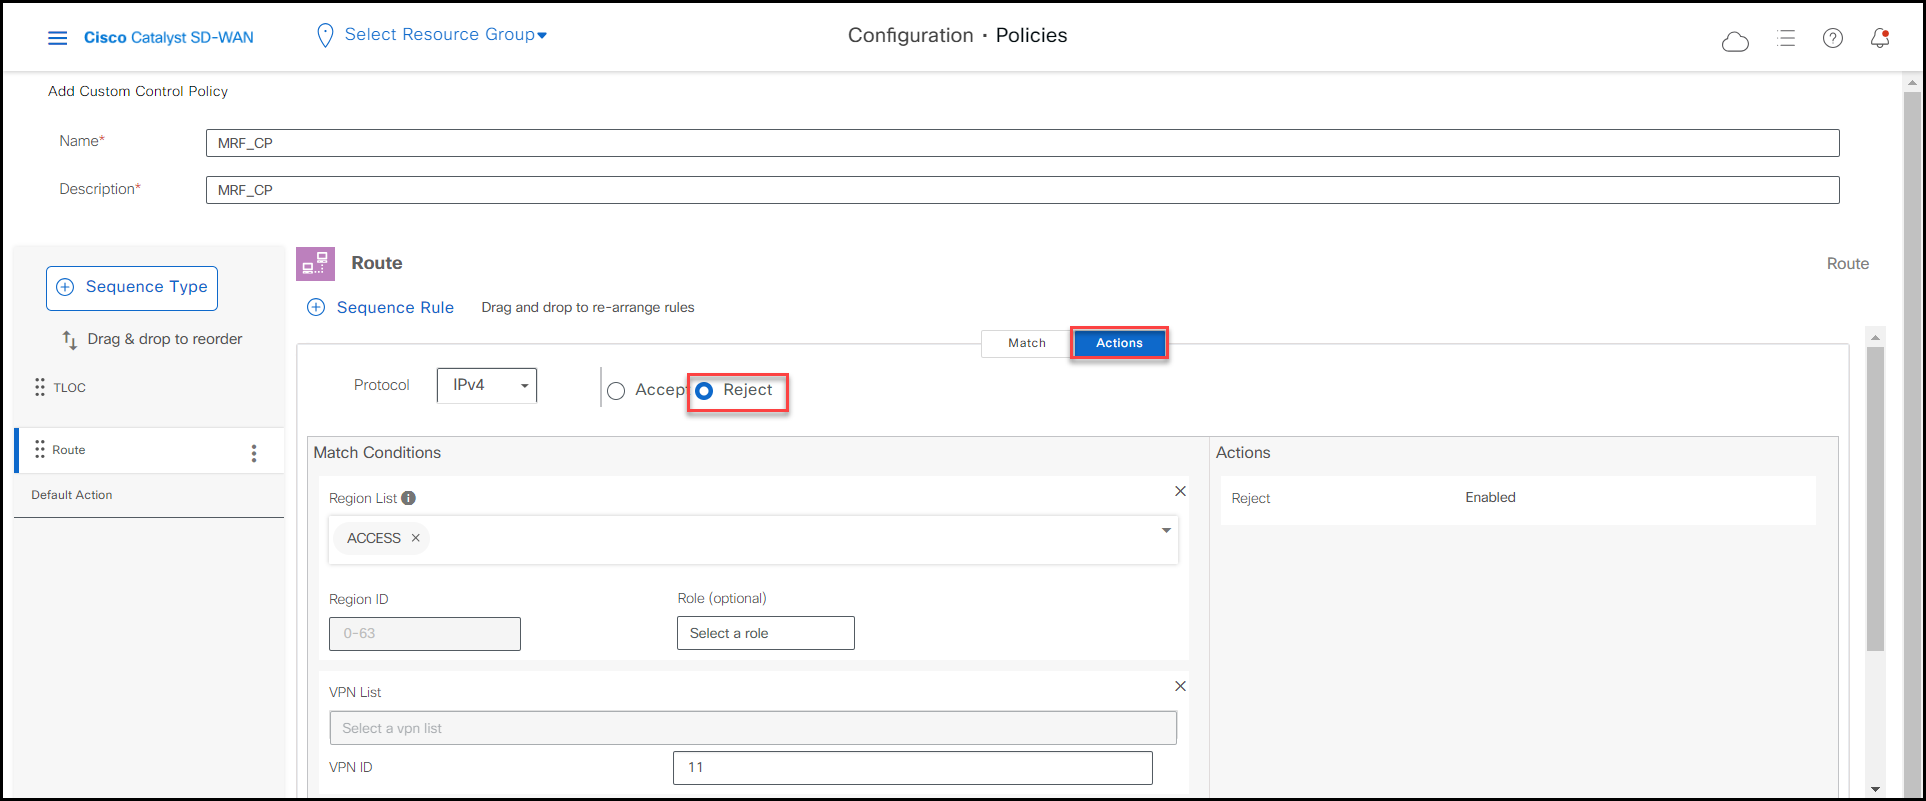 Cisco Catalyst SD-WAN
Select Resource Group
Configuration · Policies
Add Custom Control Policy
Name*
MRF_CP
Description*
MRF_CP
Sequence Type
Drag & drop to reorder
TLOC
Route
Default Action
Route
Route
Sequence Rule
Drag and drop to re-arrange rules
Match
Actions
Protocol
IPv4
Accept
Reject
Match Conditions
Actions
Region List
Reject
Enabled
ACCESS
Region ID
Role (optional)
0-63
Select a role
VPN List
Select a vpn list
VPN ID
11